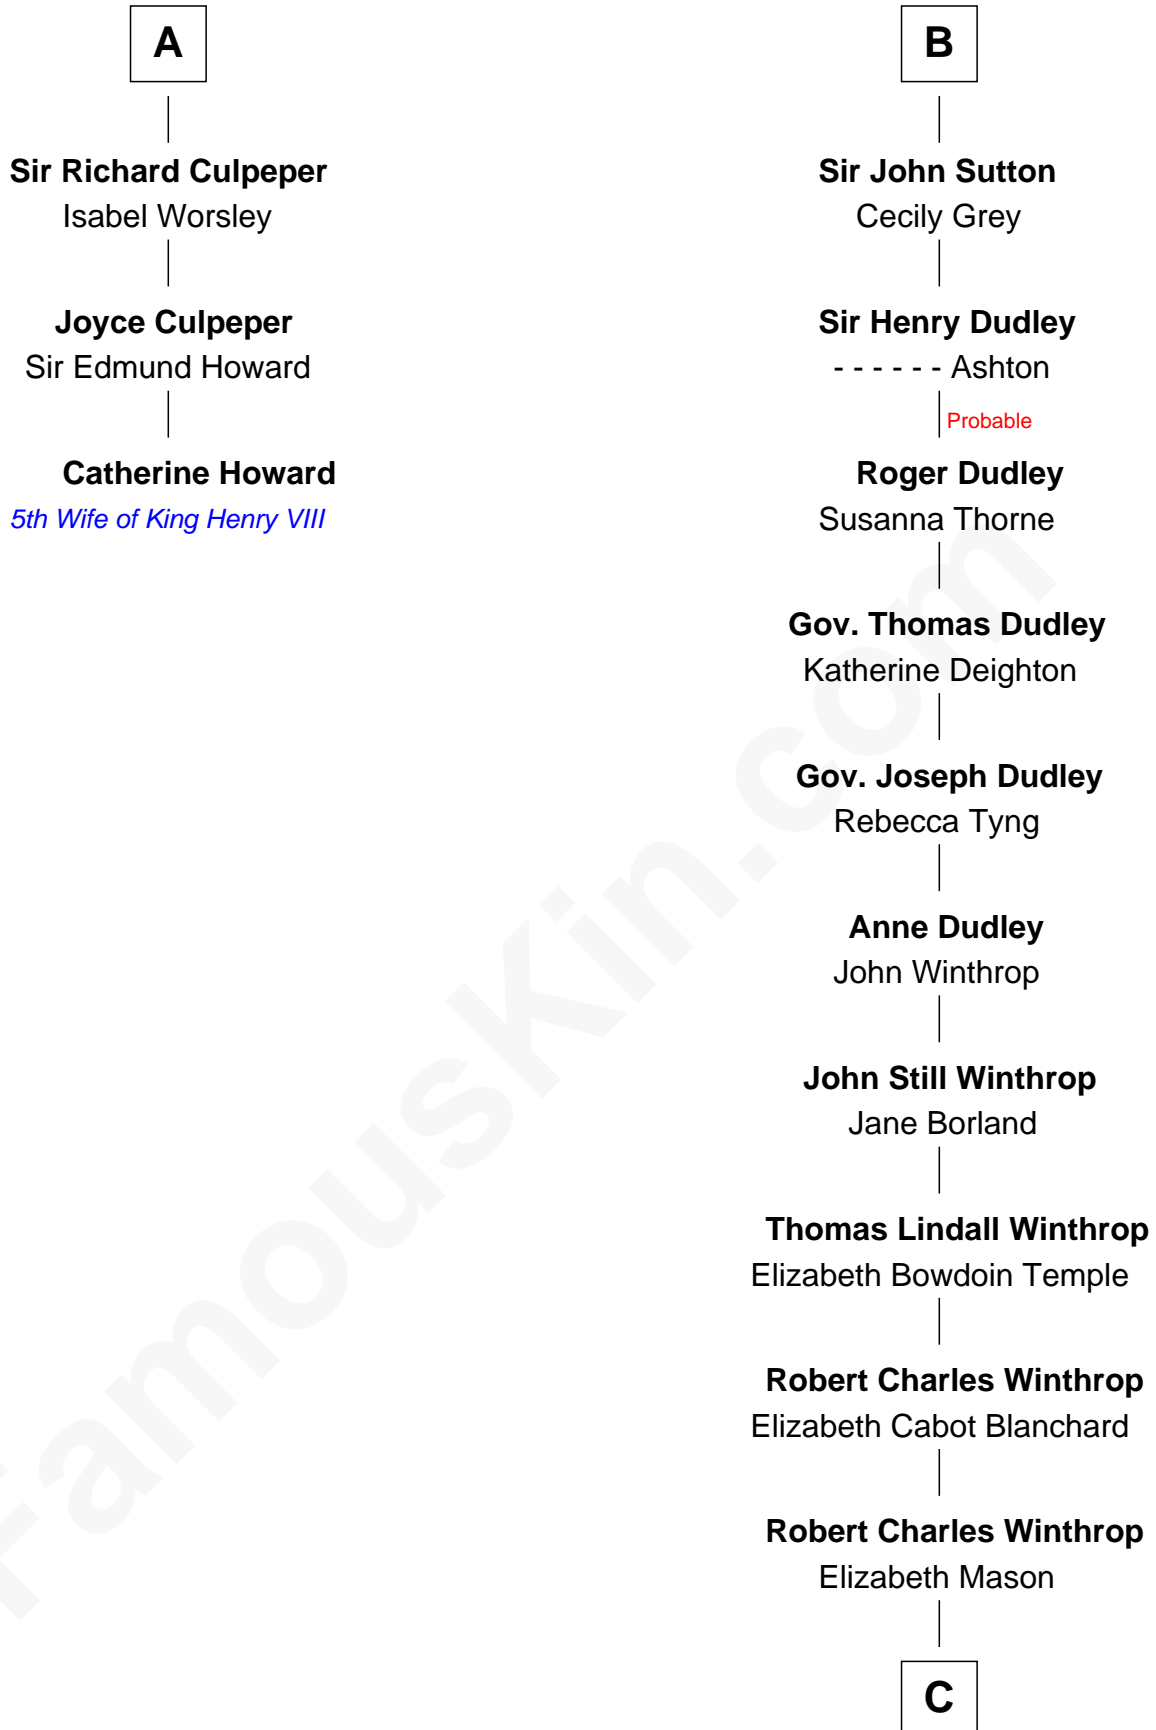 A
Sir Richard Culpeper
Isabel Worsley
Joyce Culpeper
Sir Edmund Howard
Catherine Howard
5th Wife of King Henry VIII
B
Sir John Sutton
Cecily Grey
Sir Henry Dudley
- - - - - - Ashton
Probable
Roger Dudley
Susanna Thorne
Gov. Thomas Dudley
Katherine Deighton
Gov. Joseph Dudley
Rebecca Tyng
Anne Dudley
John Winthrop
John Still Winthrop
Jane Borland
Thomas Lindall Winthrop
Elizabeth Bowdoin Temple
Robert Charles Winthrop
Elizabeth Cabot Blanchard
Robert Charles Winthrop
Elizabeth Mason
C
FamousKin.com